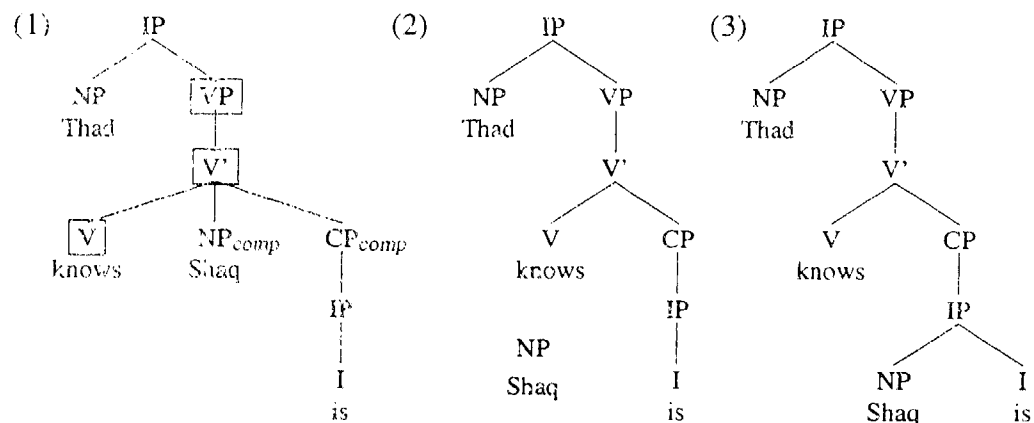 (1) IP (2) IP (3) IP
NP VP NP VP NP VP
Thad Thad Thad
V' V' V'
V NPcomp CPcomp V CP V CP
knows Shaq knows knows
IP IP IP
NP
Shaq
I I NP I
is is Shaq is